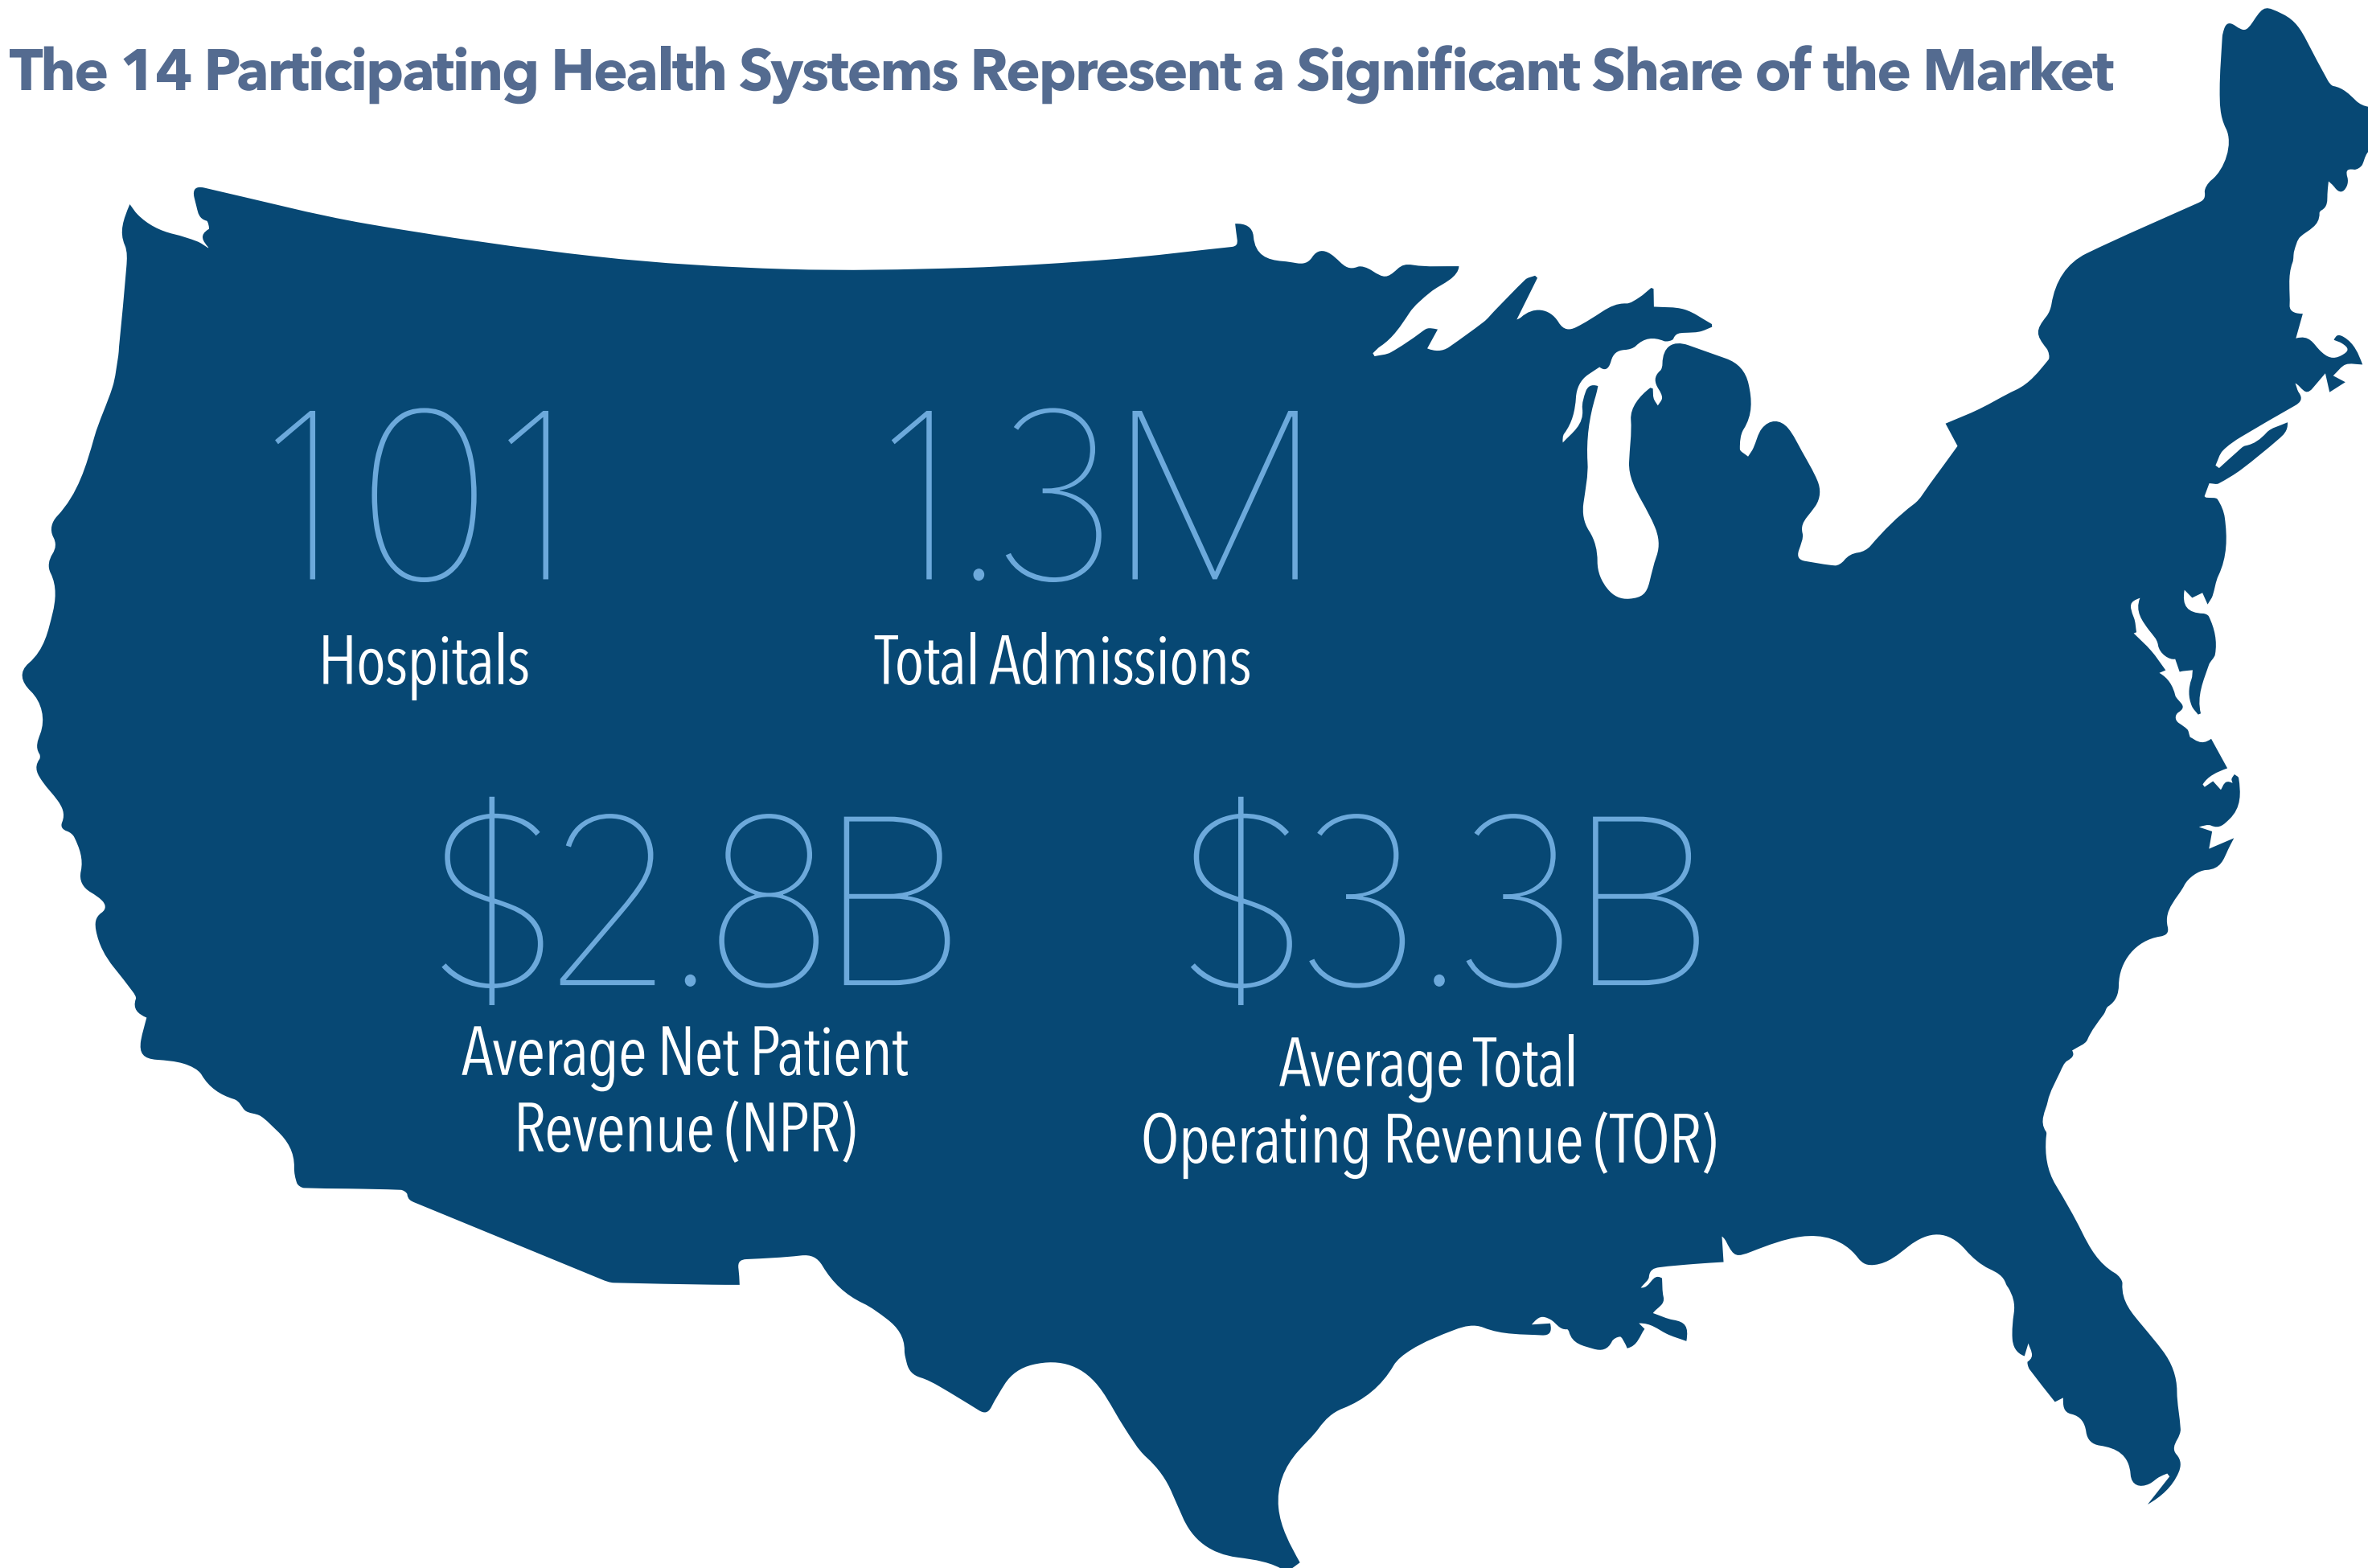 The 14 Participating Health Systems Represent a Significant Share of the Market
101
Hospitals
1.3M
Total Admissions
$2.8B
Average Net Patient
Revenue (NPR)
$3.3B
Average Total
Operating Revenue (TOR)